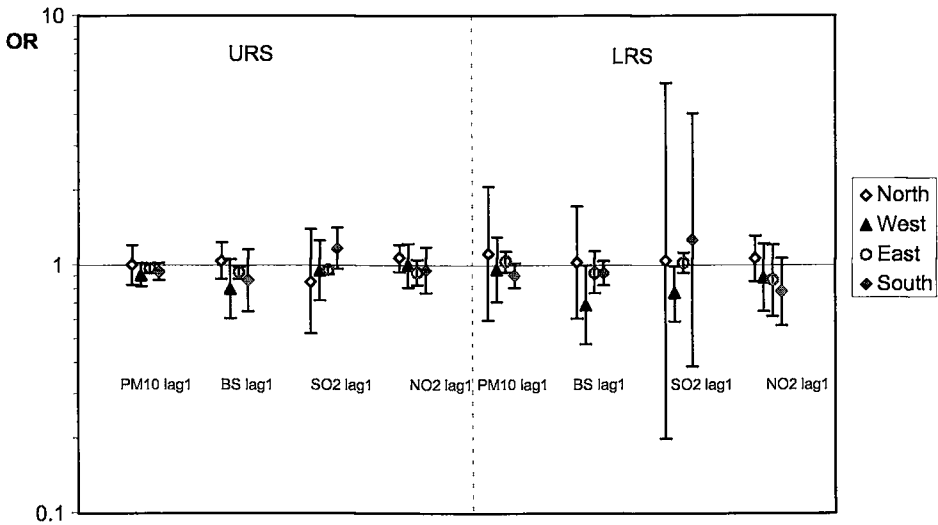 10
OR
URS
LRS
North
West
East
South
1
PM10 lag1
BS lag1
SO2 lag1
NO2 lag1
PM10 lag1
BS lag1
SO2 lag1
NO2 lag1
0.1